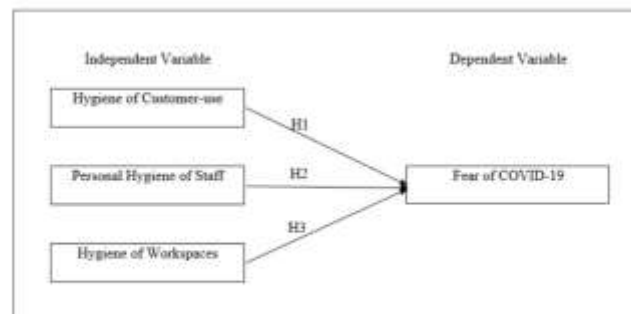 Independent Variable
Dependent Variable
Hygiene of Customer-use
H1
Personal Hygiene of Staff
H2
Fear of COVID-19
H3
Hygiene of Workspaces